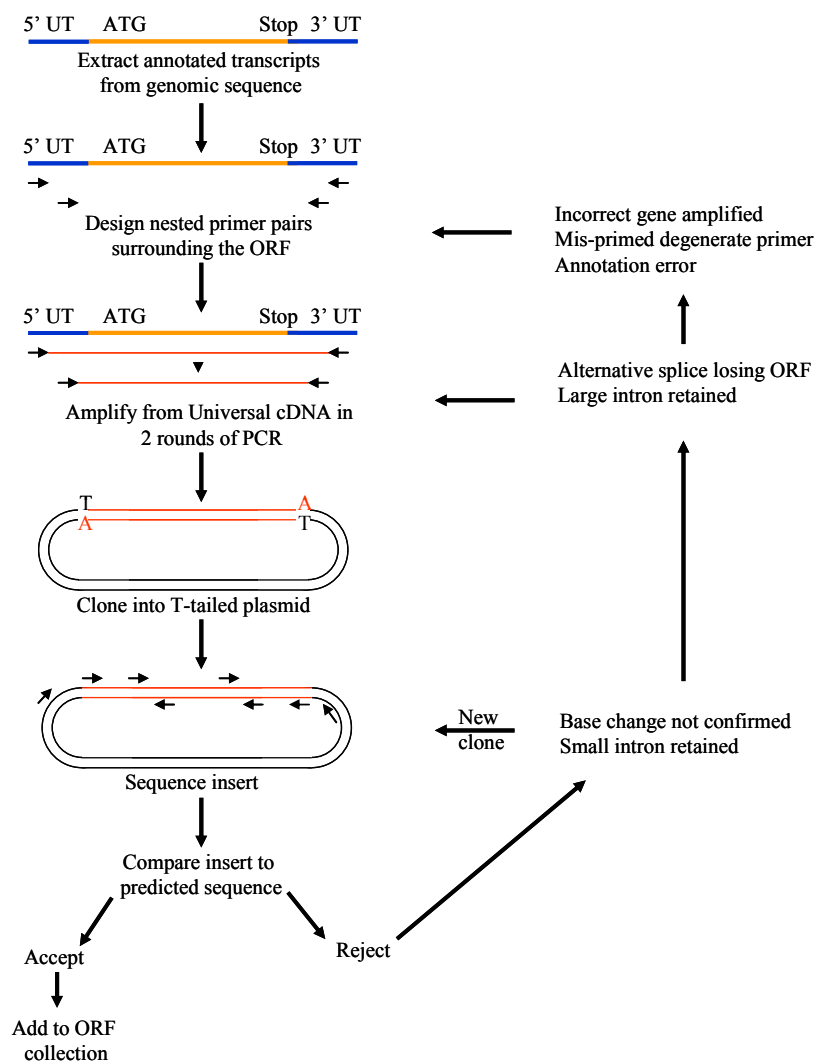 5’ UT ATG Stop 3’ UT
Extract annotated transcripts
from genomic sequence
5’ UT ATG Stop 3’ UT
Design nested primer pairs
surrounding the ORF
5’ UT ATG Stop 3’ UT
Amplify from Universal cDNA in
2 rounds of PCR
T A
A T
Clone into T-tailed plasmid
Sequence insert
Compare insert to
predicted sequence
Accept
Add to ORF
collection
Reject
Base change not confirmed
Small intron retained
New
clone
Alternative splice losing ORF
Large intron retained
Incorrect gene amplified
Mis-primed degenerate primer
Annotation error